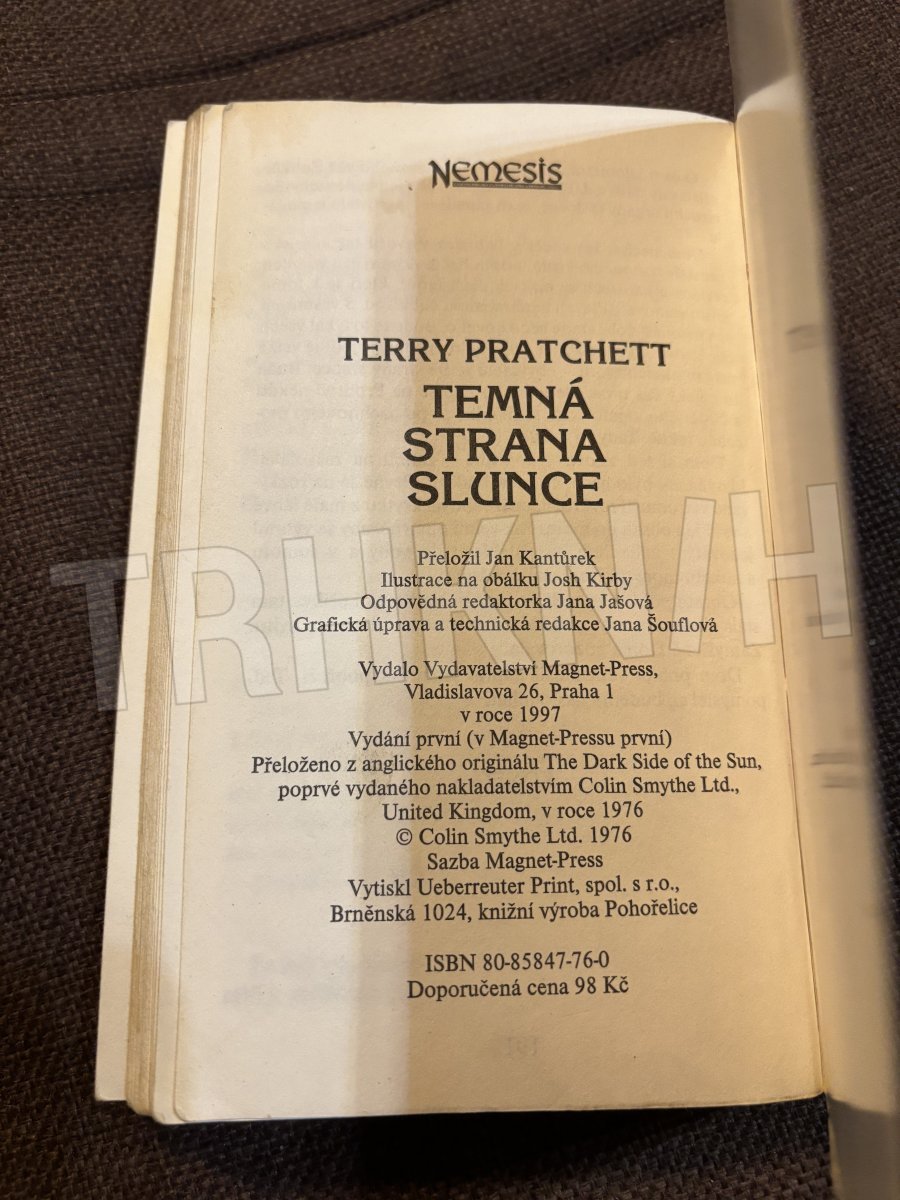 NEMESIS
TERRY PRATCHETT
TEMNÁ
STRANA
SLUNCE
Přeložil Jan Kantůrek
Ilustrace na obálku Josh Kirby
Odpovědná redaktorka Jana Jašová
Grafická úprava a technická redakce Jana Šouflová
TRHKNIH
Vydalo Vydavatelství Magnet-Press,
Vladislavova 26, Praha 1
v roce 1997
Vydání první (v Magnet-Pressu první)
Přeloženo z anglického originálu The Dark Side of the Sun,
poprvé vydaného nakladatelstvím Colin Smythe Ltd.,
United Kingdom, v roce 1976
© Colin Smythe Ltd. 1976
Sazba Magnet-Press
Vytiskl Ueberreuter Print, spol. s r.o.,
Brněnská 1024, knižní výroba Pohořelice
ISBN 80-85847-76-0
Doporučená cena 98 Kč